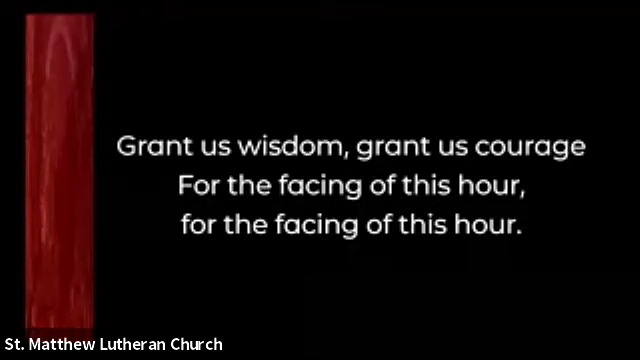 Grant us wisdom, grant us courage
For the facing of this hour,
for the facing of this hour.
St. Matthew Lutheran Church